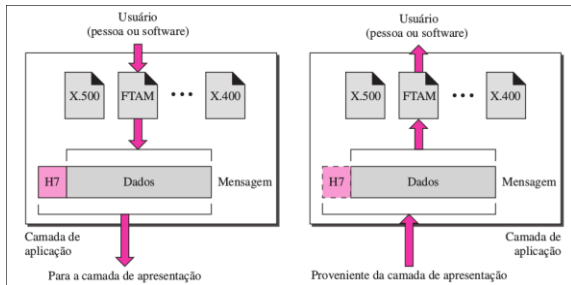 Usuário
(pessoa ou software)
X.500
FTAM
•••
X.400
H7
Dados
Mensagem
Camada de
aplicação
Para a camada de apresentação
Usuário
(pessoa ou software)
X.500
FTAM
•••
X.400
H7
Dados
Mensagem
Camada de
aplicação
Proveniente da camada de apresentação